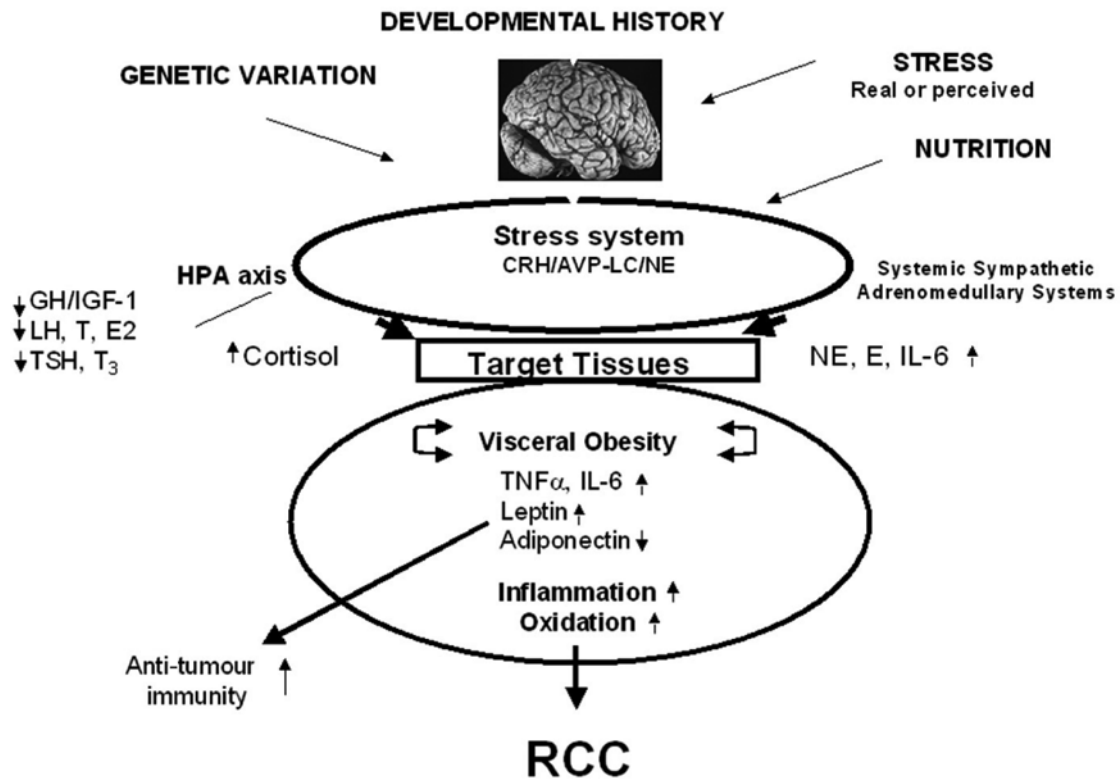 DEVELOPMENTAL HISTORY
GENETIC VARIATION
STRESS
Real or perceived
NUTRITION
Stress system
CRH/AVP-LC/NE
HPA axis
Systemic Sympathetic
Adrenomedullary Systems
↓GH/IGF-1
↓LH, T, E2
↓TSH, T₃
↑Cortisol
Target Tissues
NE, E, IL-6 ↑
Visceral Obesity
TNFα, IL-6 ↑
Leptin ↑
Adiponectin ↓
Inflammation ↑
Oxidation ↑
Anti-tumour ↑
immunity
RCC